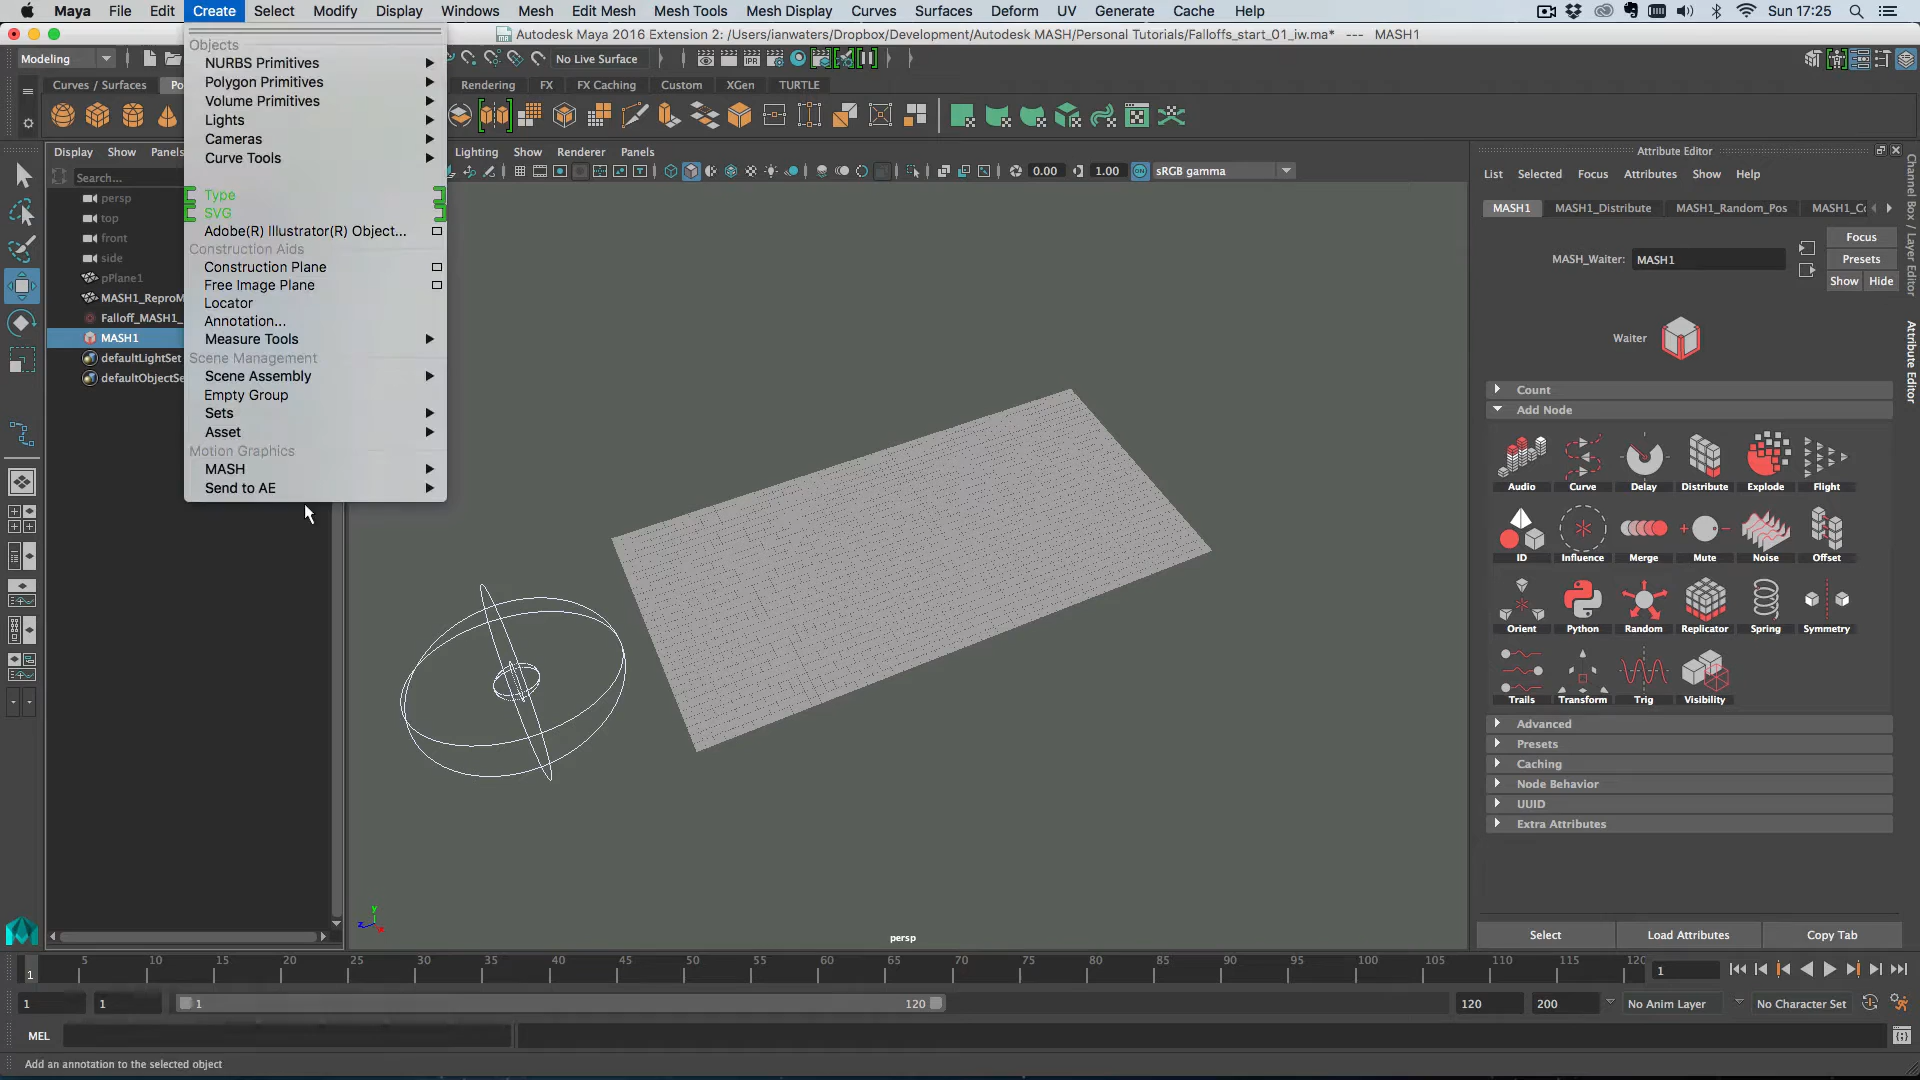 Maya File Edit Create Select Modify Display Windows Mesh Edit Mesh Mesh Tools Mesh Display Curves Surfaces Deform UV Generate Cache Help Sun 17:25
Autodesk Maya 2016 Extension 2: /Users/ianwaters/Dropbox/Development/Autodesk MASH/Personal Tutorials/Falloffs_start_01_iw.ma* --- MASH1
Modeling
No Live Surface
Curves / Surfaces
Rendering FX FX Caching Custom XGen TURTLE
Objects
NURBS Primitives
Polygon Primitives
Volume Primitives
Lights
Cameras
Curve Tools
Type
SVG
Adobe(R) Illustrator(R) Object...
Construction Aids
Construction Plane
Free Image Plane
Locator
Annotation...
Measure Tools
Scene Management
Scene Assembly
Empty Group
Sets
Asset
Motion Graphics
MASH
Send to AE
Display Show Panels
Search...
persp
top
front
side
pPlane1
MASH1_ReproM
Falloff_MASH1_
MASH1
defaultLightSet
defaultObjectSe
Lighting Show Renderer Panels
0.00 1.00 ON sRGB gamma
persp
y
z
x
Attribute Editor
List Selected Focus Attributes Show Help
MASH1 MASH1_Distribute MASH1_Random_Pos MASH1_Co
MASH_Waiter: MASH1
Focus
Presets
Show Hide
Waiter
Count
Add Node
Audio Curve Delay Distribute Explode Flight
ID Influence Merge Mute Noise Offset
Orient Python Random Replicator Spring Symmetry
Trails Transform Trig Visibility
Advanced
Presets
Caching
Node Behavior
UUID
Extra Attributes
Select Load Attributes Copy Tab
Channel Box / Layer Editor
Attribute Editor
1 5 10 15 20 25 30 35 40 45 50 55 60 65 70 75 80 85 90 95 100 105 110 115 120
1
1 1 1 120 120 200 No Anim Layer No Character Set
MEL
Add an annotation to the selected object